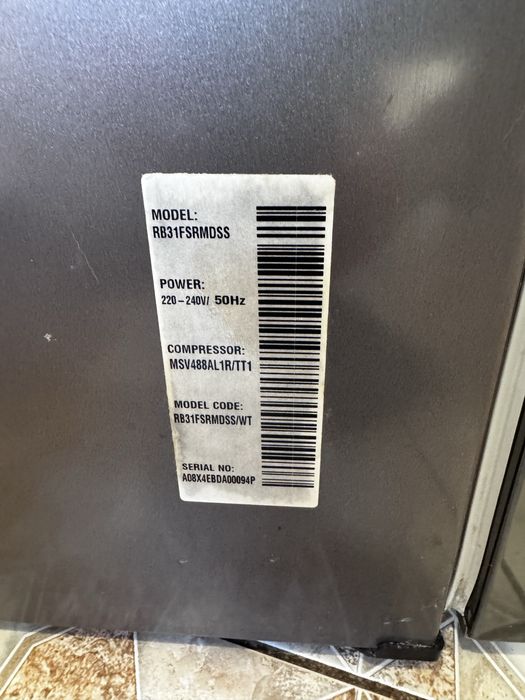 MODEL:
RB31FSRMDSS
POWER:
220-240V/ 50Hz
COMPRESSOR:
MSV488AL1R/TT1
MODEL CODE:
RB31FSRMDSS/WT
SERIAL NO:
A08X4EBDA00094P